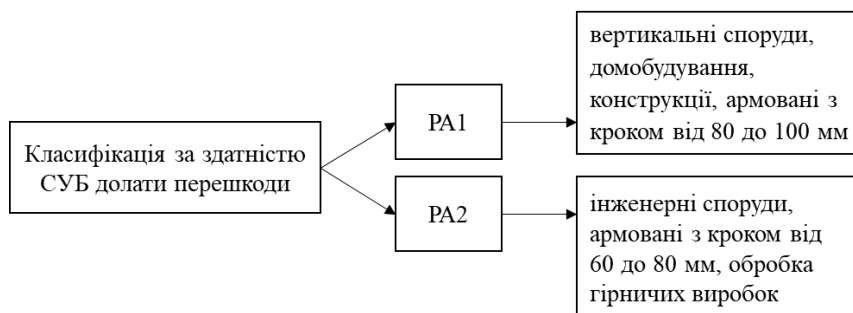 Класифікація за здатністю
СУБ долати перешкоди
РА1
вертикальні споруди,
домобудування,
конструкції, армовані з
кроком від 80 до 100 мм
РА2
інженерні споруди,
армовані з кроком від
60 до 80 мм, обробка
гірничих виробок